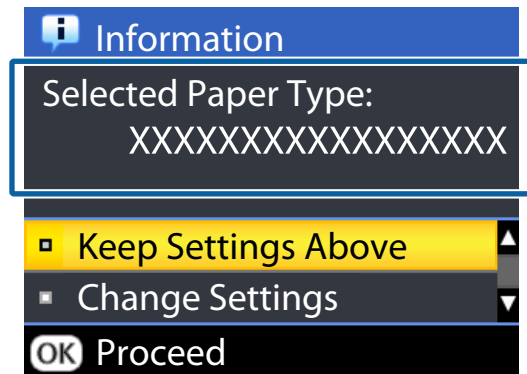 Information
Selected Paper Type:
XXXXXXXXXXXXXXXXX
Keep Settings Above
Change Settings
OK Proceed